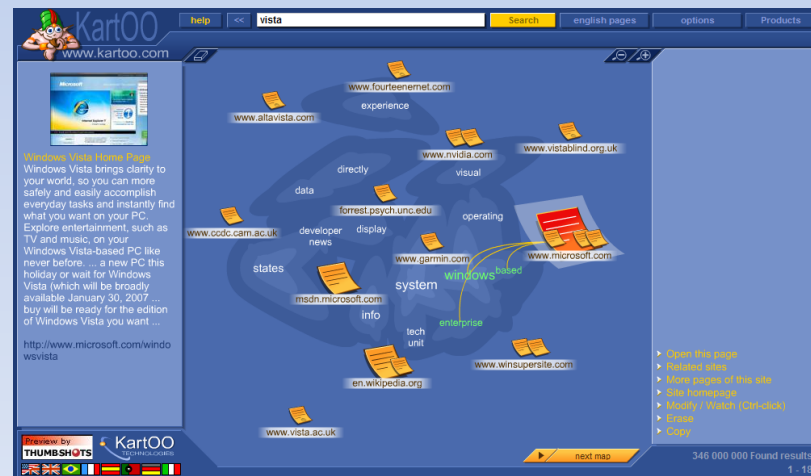 KartOO
www.kartoo.com
help
<<
vista
Search
english pages
options
Products
Microsoft
Windows Vista Home Page
Windows Vista brings clarity to
your world, so you can more
safely and easily accomplish
everyday tasks and instantly find
what you want on your PC.
Explore entertainment, such as
TV and music, on your
Windows Vista-based PC like
never before. ... a new PC this
holiday or wait for Windows
Vista (which will be broadly
available January 30, 2007 ...
buy will be ready for the edition
of Windows Vista you want ...
http://www.microsoft.com/windo
wsvista
www.fourteenemet.com
experience
www.altavista.com
www.nvidia.com
www.vistablind.org.uk
directly
visual
data
forrest.psych.unc.edu
operating
www.ccdc.cam.ac.uk
developer
news
display
www.garmin.com
www.microsoft.com
states
windows
based
system
msdn.microsoft.com
info
enterprise
tech
unit
www.winsupersite.com
en.wikipedia.org
www.vista.ac.uk
Open this page
Related sites
More pages of this site
Site homepage
Modify / Watch (Ctrl-click)
Erase
Copy
Preview by
THUMBSHOTS
KartOO
TECHNOLOGIES
next map
346 000 000 Found results
1 - 18